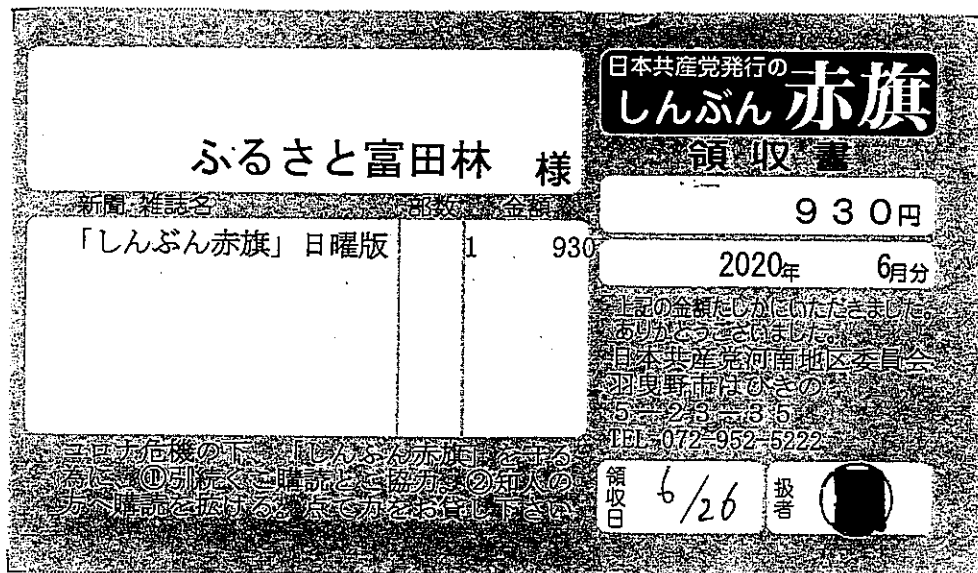 ふるさと富田林 様
新聞 雑誌名 部数 金額
「しんぶん赤旗」日曜版 1 930
コロナ危機の下、「しんぶん赤旗」を守る
為に、①引続くご購読とご協力、②知人の
方へ購読を拡げる。点で力をお貸し下さい
日本共産党発行の
しんぶん赤旗
領収書
930円
2020年 6月分
上記の金額たしかにいただきました。
ありがとうございました。
日本共産党河南地区委員会
羽曳野市はびきの
5-23-35
TEL 072-952-5222
領収日 6/26 扱者